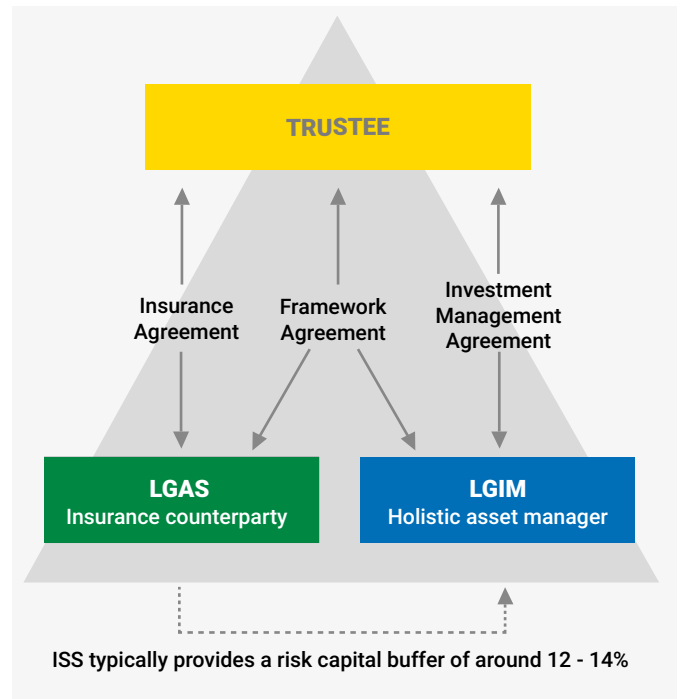 TRUSTEE
Insurance
Agreement
Framework
Agreement
Investment
Management
Agreement
LGAS
Insurance counterparty
LGIM
Holistic asset manager
ISS typically provides a risk capital buffer of around 12 - 14%